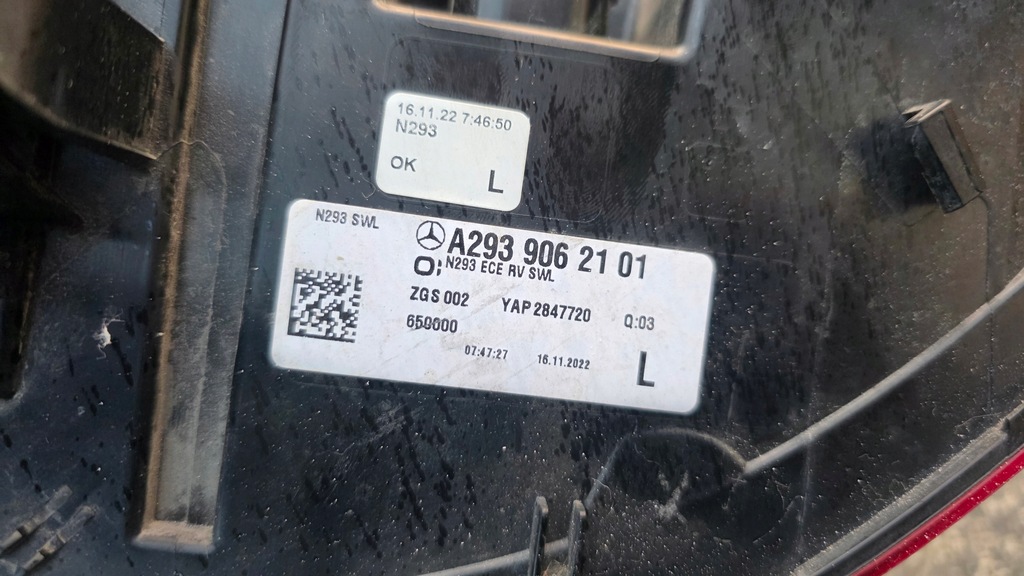 16.11.22 7:46:50
N293
OK
L
N293 SWL
A293 906 21 01
N293 ECE RV SWL
ZGS 002 YAP 2847720 Q:03
650000
07:47:27 16.11.2022
L